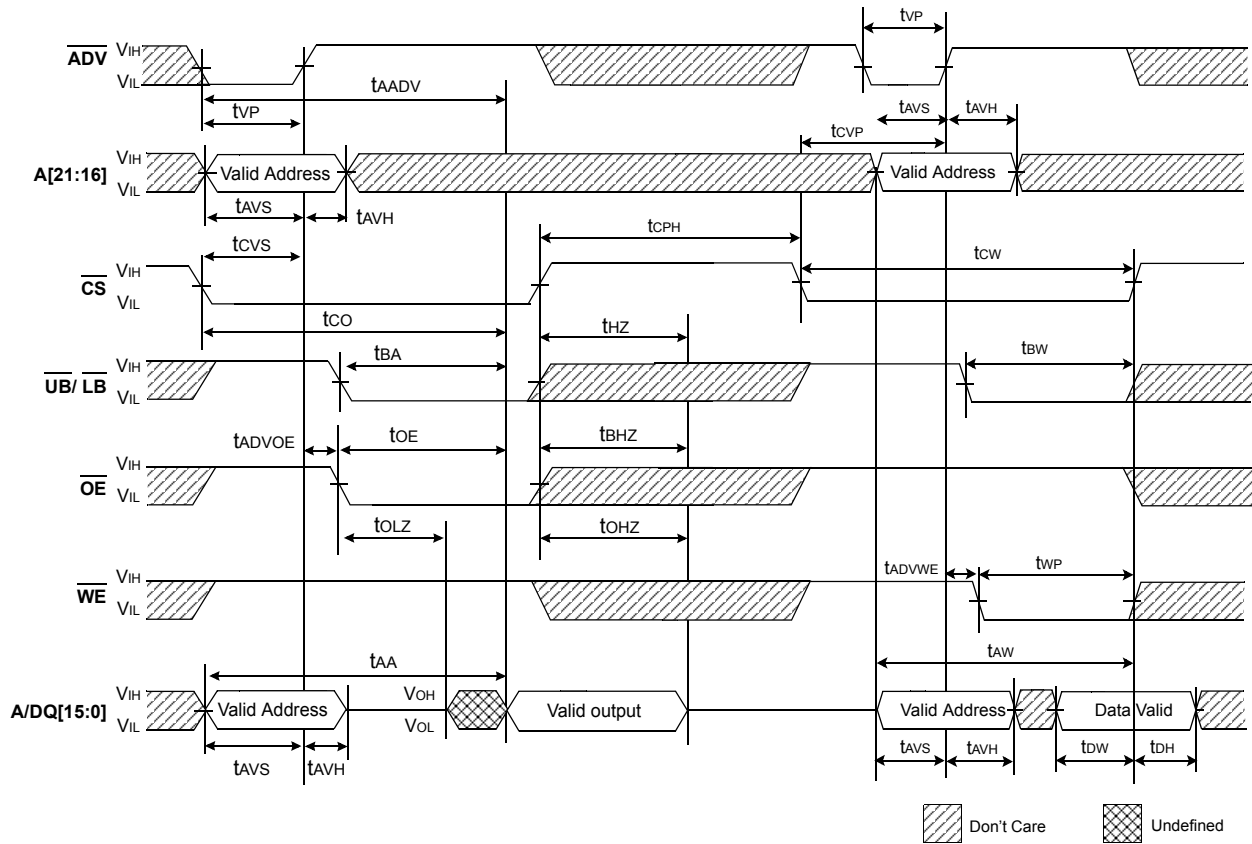 tVP
ADV VIH
VIL
tAADV
tVP
tAVS tAVH
tCVP
A[21:16] VIH
VIL
Valid Address Valid Address
tAVS tAVH
tCPH
tCVS
tCW
CS VIH
VIL
tCO
tHZ
tBA
tBW
UB/ LB VIH
VIL
tADVOE tOE tBHZ
OE VIH
VIL
tOLZ tOHZ
tADVWE tWP
WE VIH
VIL
tAA tAW
A/DQ[15:0] VIH
VIL
Valid Address VOH
VOL
Valid output Valid Address Data Valid
tAVS tAVH tAVS tAVH tDW tDH
Don't Care Undefined